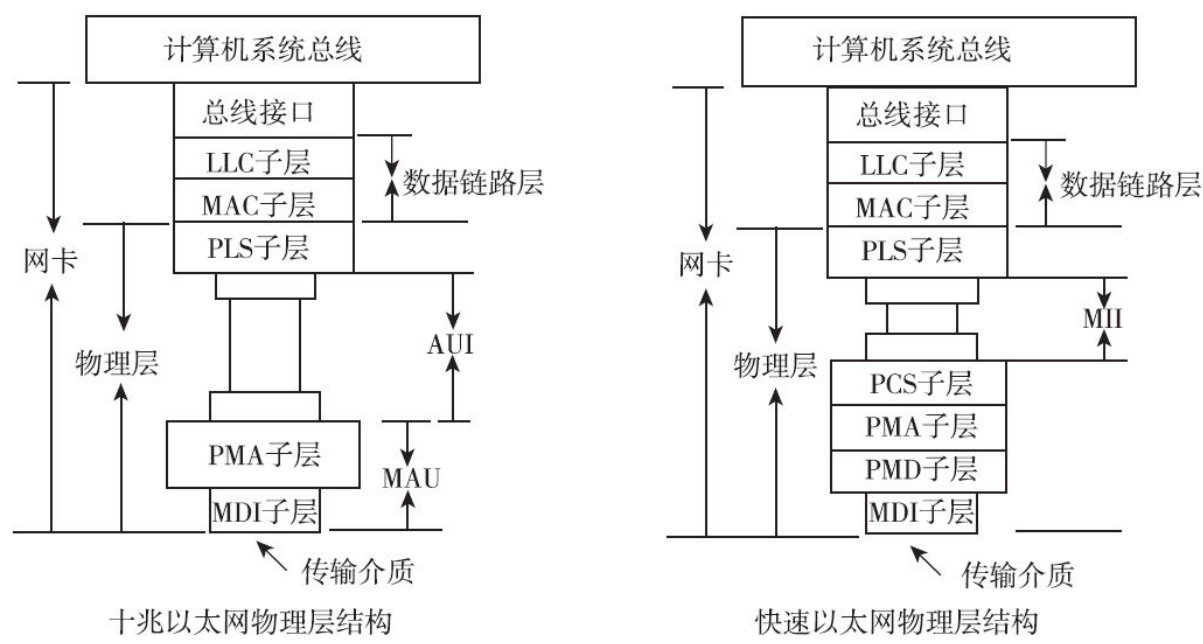 计算机系统总线
总线接口
LLC子层
数据链路层
MAC子层
PLS子层
网卡
AUI
物理层
PMA子层
MAU
MDI子层
传输介质
十兆以太网物理层结构
计算机系统总线
总线接口
LLC子层
数据链路层
MAC子层
PLS子层
网卡
MII
物理层
PCS子层
PMA子层
PMD子层
MDI子层
传输介质
快速以太网物理层结构